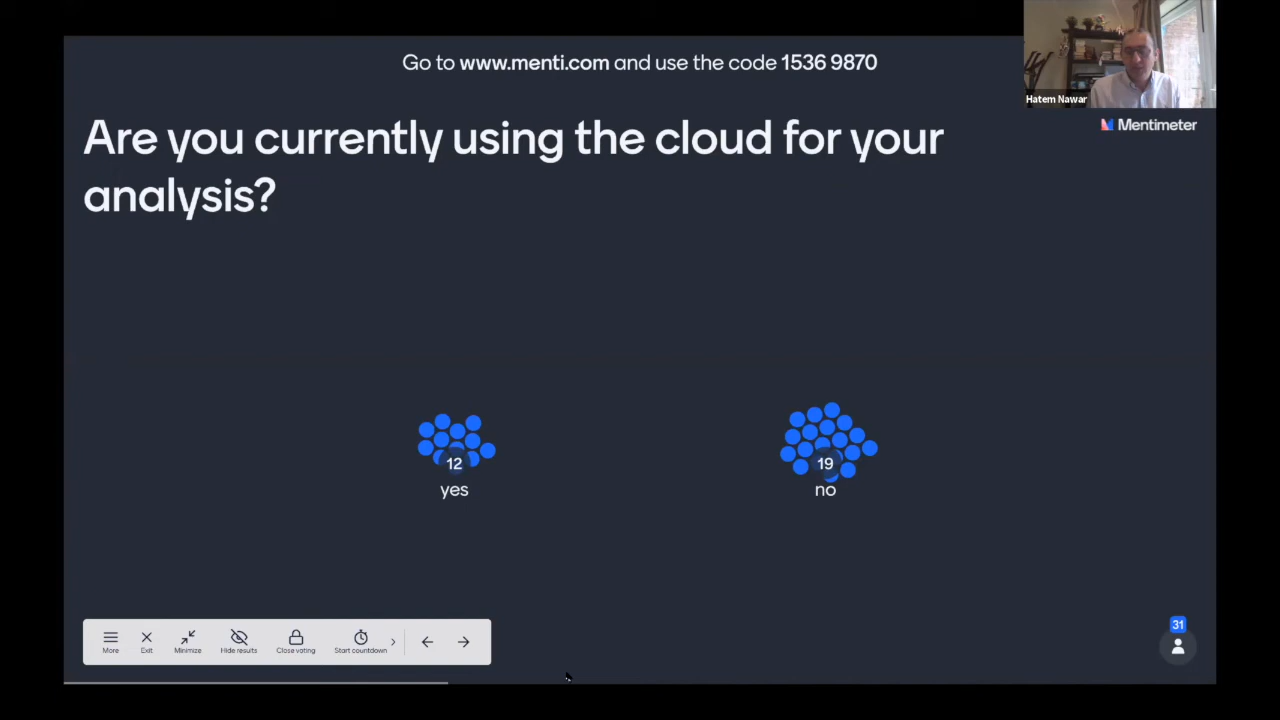 Go to www.menti.com and use the code 1536 9870
Hatem Nawar
Mentimeter
Are you currently using the cloud for your
analysis?
12
yes
19
no
More
Exit
Minimize
Hide results
Close voting
Start countdown
31